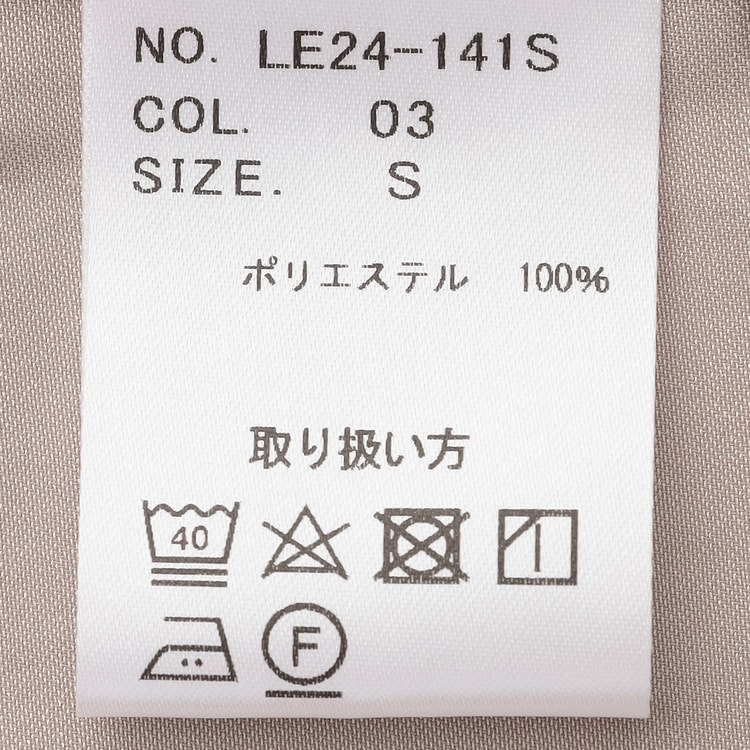 NO. LE24-141S
COL. 03
SIZE. S
ポリエステル 100%
取り扱い方
40
F